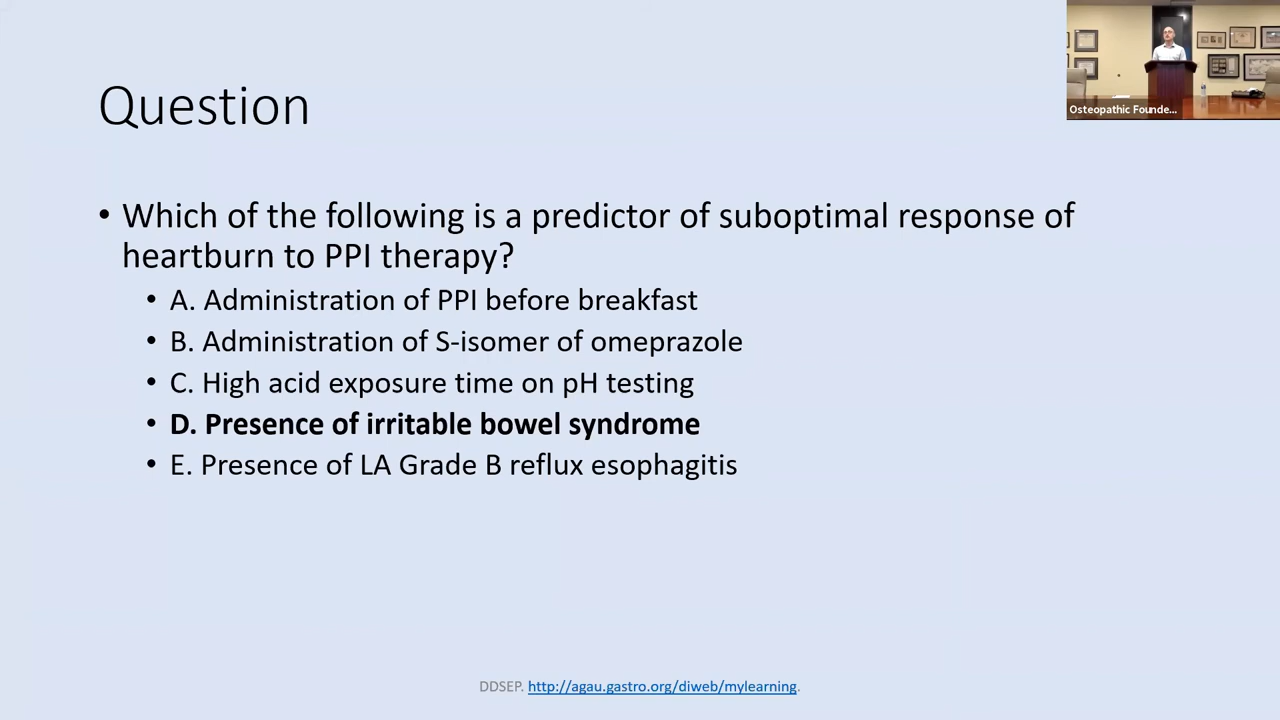 Osteopathic Founde...
Question
• Which of the following is a predictor of suboptimal response of
heartburn to PPI therapy?
• A. Administration of PPI before breakfast
• B. Administration of S-isomer of omeprazole
• C. High acid exposure time on pH testing
• D. Presence of irritable bowel syndrome
• E. Presence of LA Grade B reflux esophagitis
DDSEP. http://agau.gastro.org/diweb/mylearning.